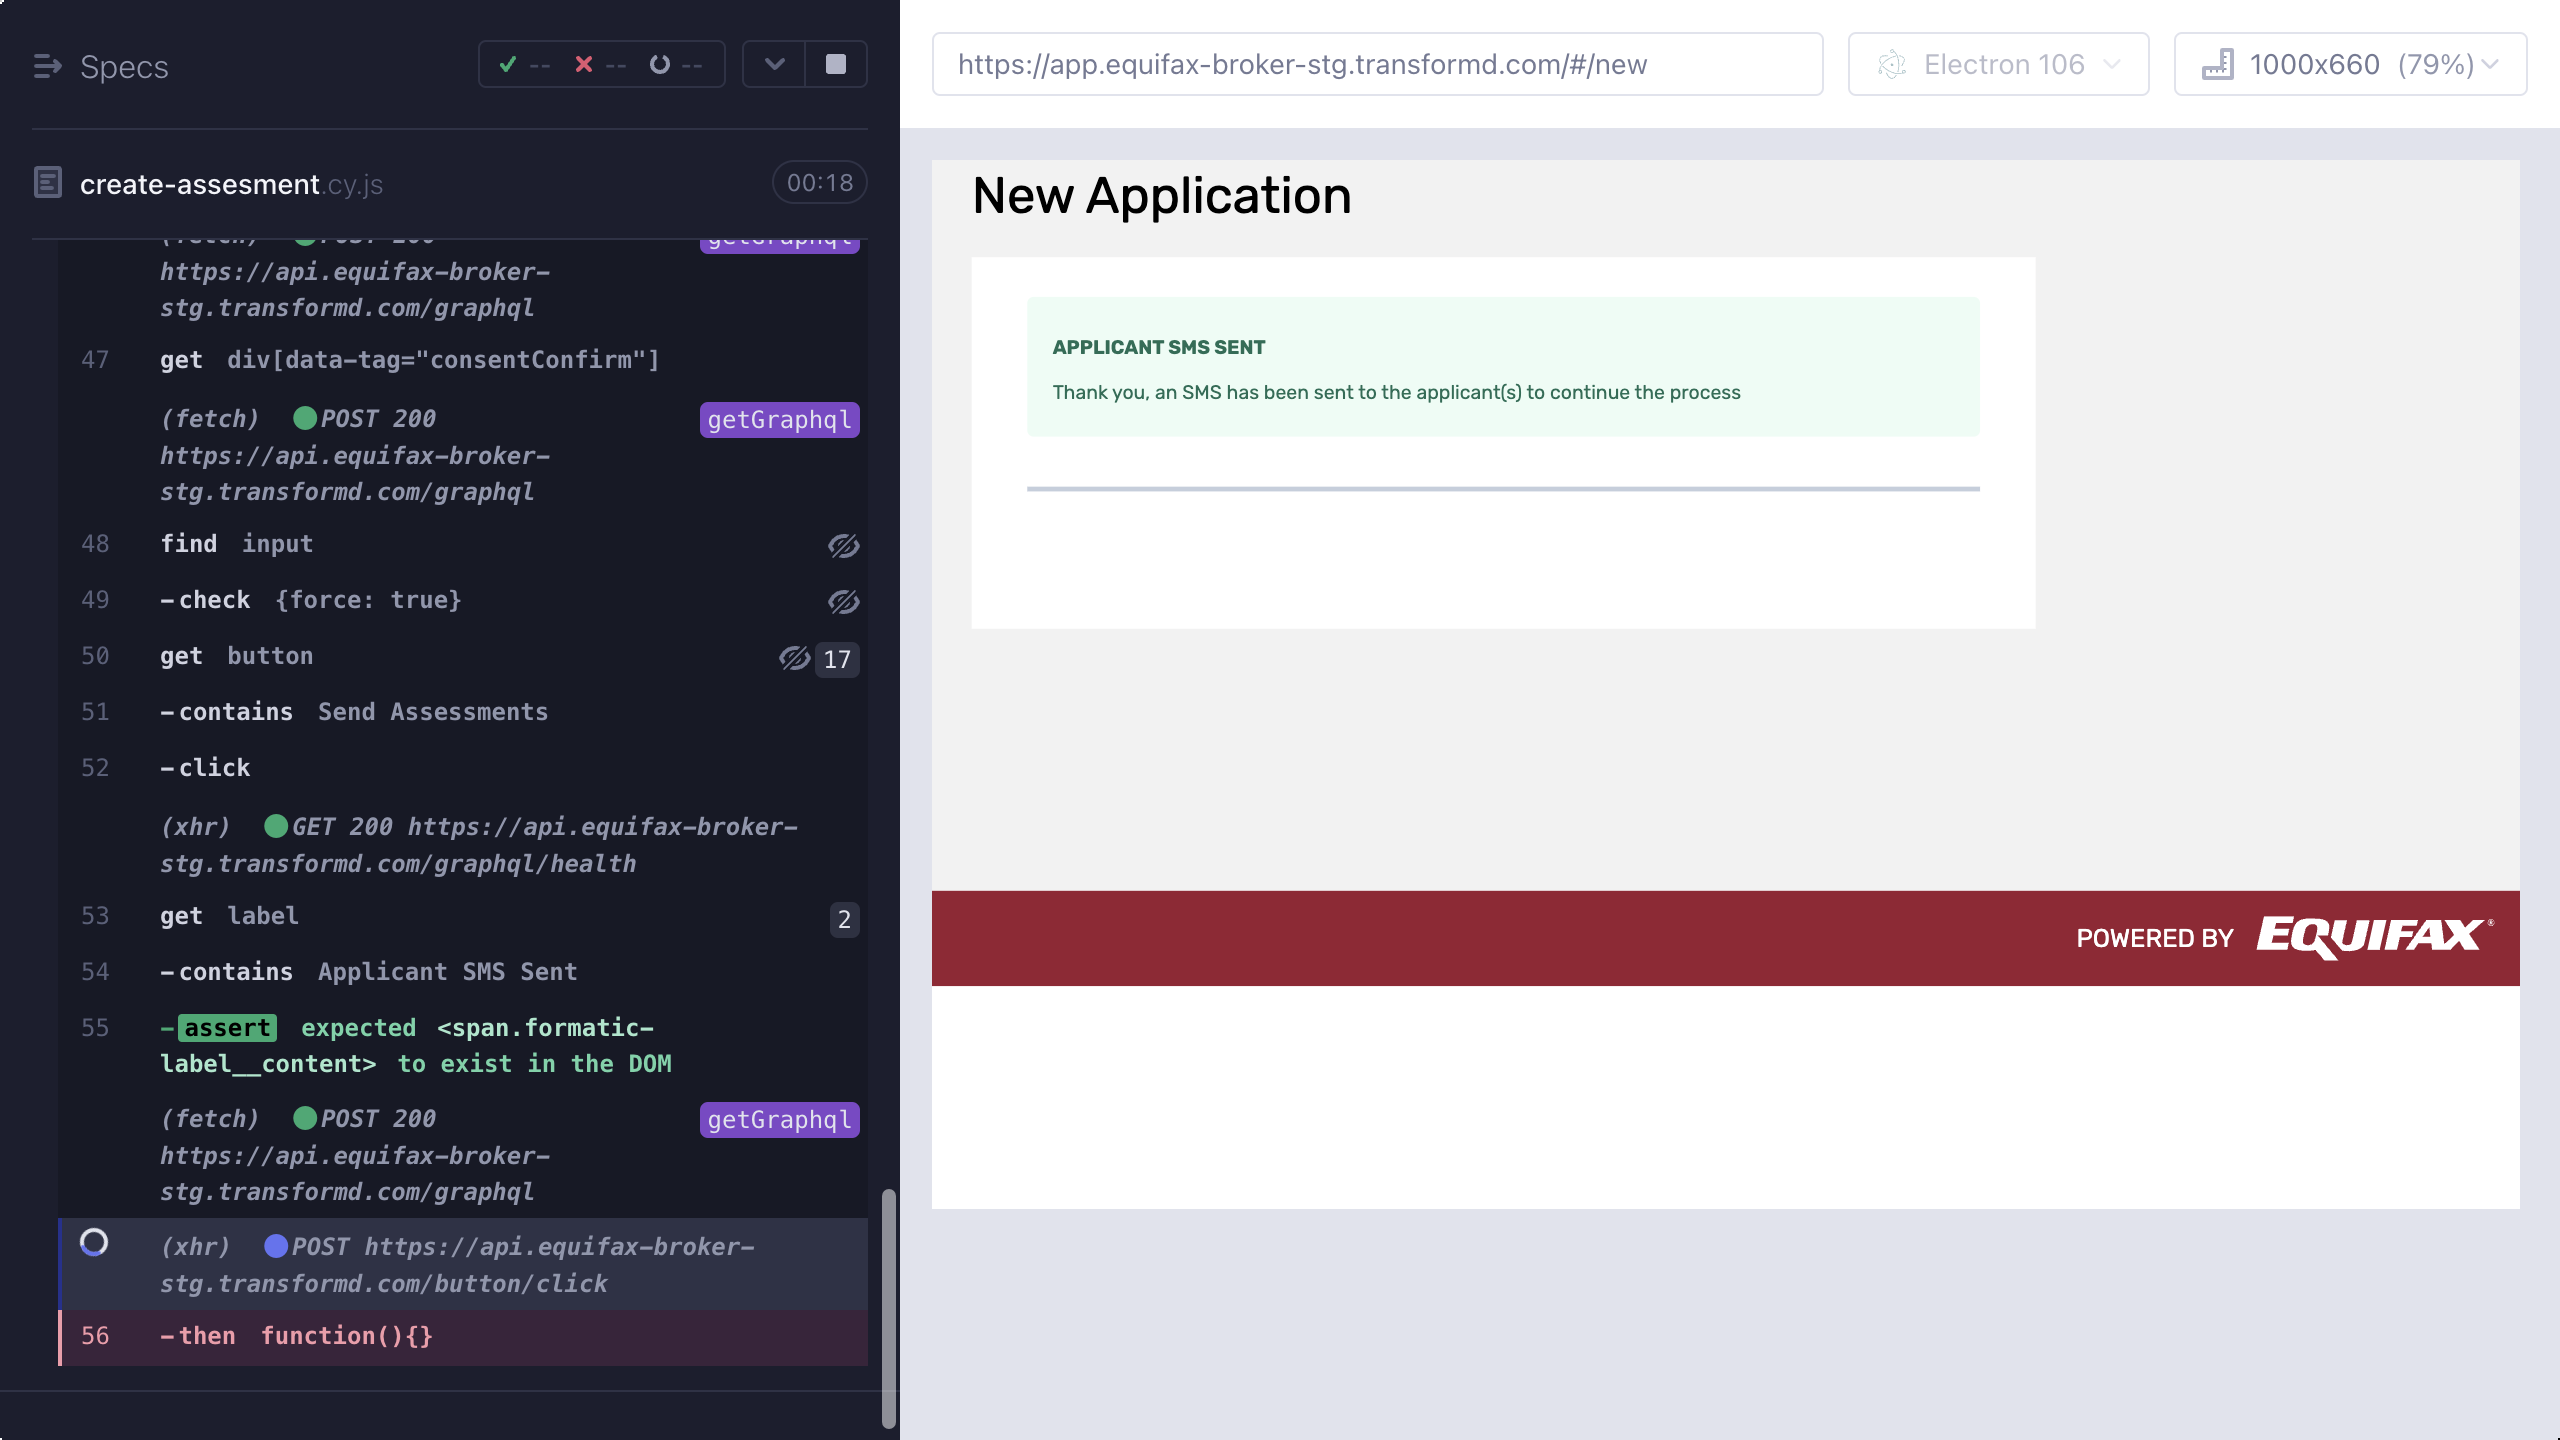 Specs
-- -- --
create-assesment.cy.js
00:18
(fetch) POST 200 getGraphql
https://api.equifax-broker-
stg.transformd.com/graphql
47 get div[data-tag="consentConfirm"]
(fetch) POST 200 getGraphql
https://api.equifax-broker-
stg.transformd.com/graphql
48 find input
49 -check {force: true}
50 get button 17
51 -contains Send Assessments
52 -click
(xhr) GET 200 https://api.equifax-broker-
stg.transformd.com/graphql/health
53 get label 2
54 -contains Applicant SMS Sent
55 -assert expected <span.formatic-
label__content> to exist in the DOM
(fetch) POST 200 getGraphql
https://api.equifax-broker-
stg.transformd.com/graphql
(xhr) POST https://api.equifax-broker-
stg.transformd.com/button/click
56 -then function(){}
https://app.equifax-broker-stg.transformd.com/#/new
Electron 106
1000x660 (79%)
New Application
APPLICANT SMS SENT
Thank you, an SMS has been sent to the applicant(s) to continue the process
POWERED BY EQUIFAX®